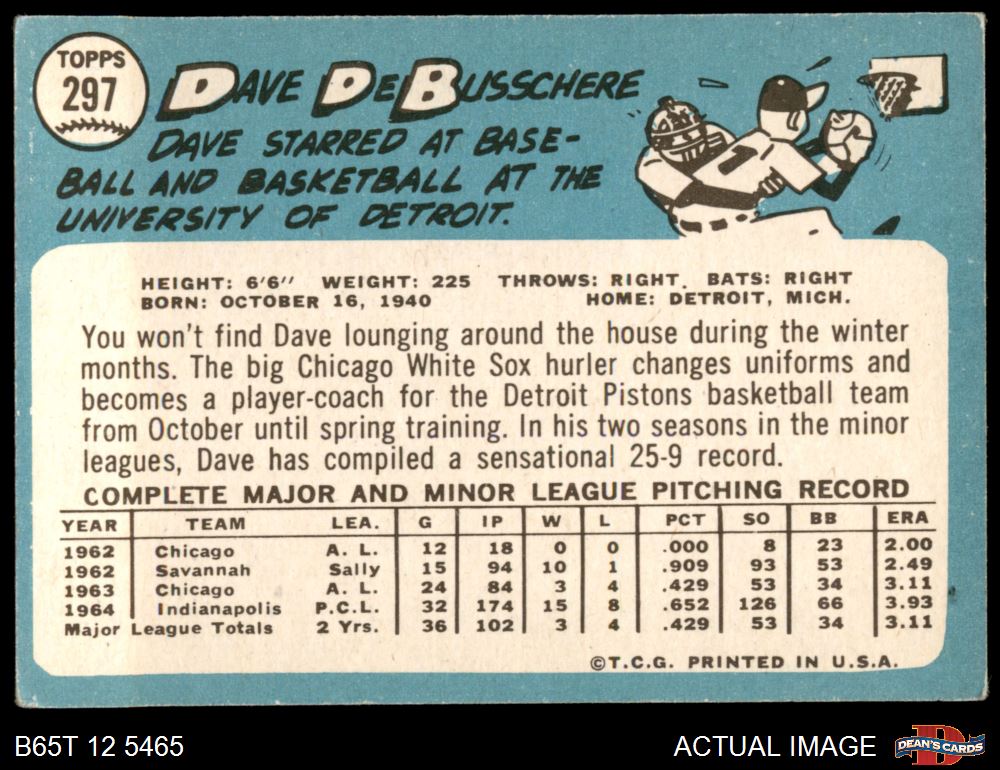 TOPPS
297
DAVE DEBUSSCHERE
DAVE STARRED AT BASE-
BALL AND BASKETBALL AT THE
UNIVERSITY OF DETROIT.
1
HEIGHT: 6'6" WEIGHT: 225 THROWS: RIGHT BATS: RIGHT
BORN: OCTOBER 16, 1940 HOME: DETROIT, MICH.
You won't find Dave lounging around the house during the winter
months. The big Chicago White Sox hurler changes uniforms and
becomes a player-coach for the Detroit Pistons basketball team
from October until spring training. In his two seasons in the minor
leagues, Dave has compiled a sensational 25-9 record.
COMPLETE MAJOR AND MINOR LEAGUE PITCHING RECORD
YEAR TEAM LEA. G IP W L PCT SO BB ERA
1962 Chicago A. L. 12 18 0 0 .000 8 23 2.00
1962 Savannah Sally 15 94 10 1 .909 93 53 2.49
1963 Chicago A. L. 24 84 3 4 .429 53 34 3.11
1964 Indianapolis P.C.L. 32 174 15 8 .652 126 66 3.93
Major League Totals 2 Yrs. 36 102 3 4 .429 53 34 3.11
©T.C.G. PRINTED IN U.S.A.
B65T 12 5465 ACTUAL IMAGE DEAN'S CARDS